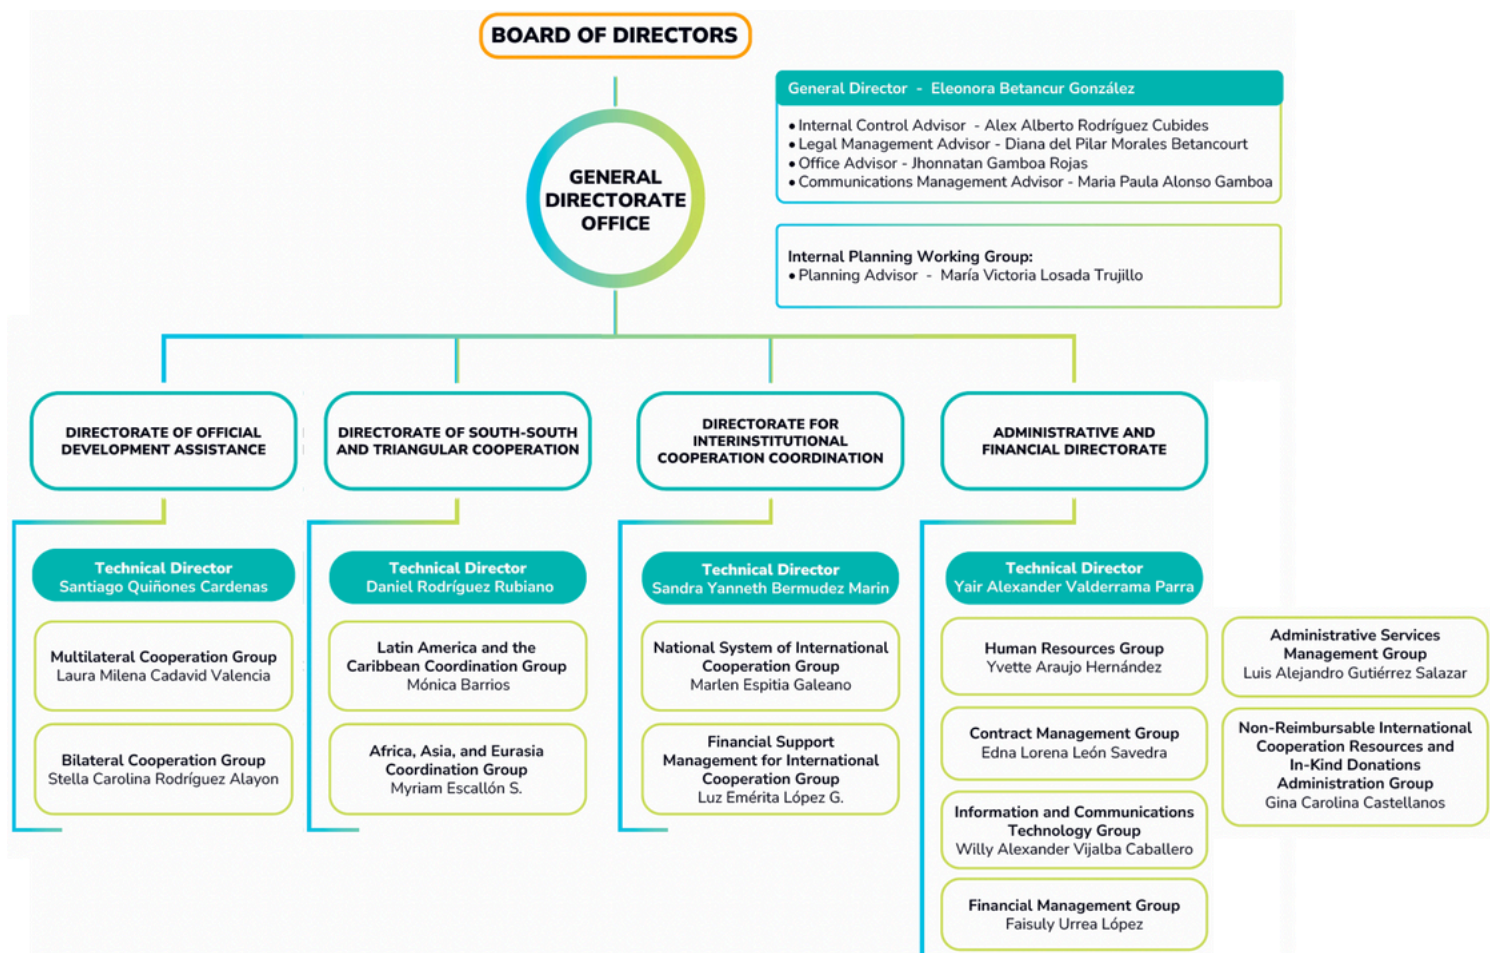 BOARD OF DIRECTORS
GENERAL
DIRECTORATE
OFFICE
General Director - Eleonora Betancur González
• Internal Control Advisor - Alex Alberto Rodríguez Cubides
• Legal Management Advisor - Diana del Pilar Morales Betancourt
• Office Advisor - Jhonnatan Gamboa Rojas
• Communications Management Advisor - Maria Paula Alonso Gamboa
Internal Planning Working Group:
• Planning Advisor - María Victoria Losada Trujillo
DIRECTORATE OF OFFICIAL
DEVELOPMENT ASSISTANCE
Technical Director
Santiago Quiñones Cardenas
Multilateral Cooperation Group
Laura Milena Cadavid Valencia
Bilateral Cooperation Group
Stella Carolina Rodríguez Alayon
DIRECTORATE OF SOUTH-SOUTH
AND TRIANGULAR COOPERATION
Technical Director
Daniel Rodríguez Rubiano
Latin America and the
Caribbean Coordination Group
Mónica Barrios
Africa, Asia, and Eurasia
Coordination Group
Myriam Escallón S.
DIRECTORATE FOR
INTERINSTITUTIONAL
COOPERATION COORDINATION
Technical Director
Sandra Yanneth Bermudez Marin
National System of International
Cooperation Group
Marlen Espitia Galeano
Financial Support
Management for International
Cooperation Group
Luz Emérita López G.
ADMINISTRATIVE AND
FINANCIAL DIRECTORATE
Technical Director
Yair Alexander Valderrama Parra
Human Resources Group
Yvette Araujo Hernández
Contract Management Group
Edna Lorena León Savedra
Information and Communications
Technology Group
Willy Alexander Vijalba Caballero
Financial Management Group
Faisuly Urrea López
Administrative Services
Management Group
Luis Alejandro Gutiérrez Salazar
Non-Reimbursable International
Cooperation Resources and
In-Kind Donations
Administration Group
Gina Carolina Castellanos